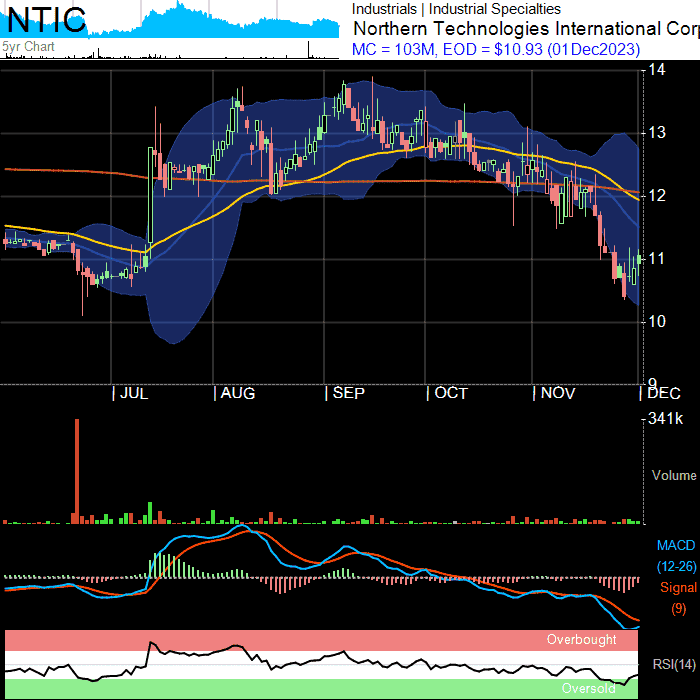 NTIC
5yr Chart
Industrials | Industrial Specialties
Northern Technologies International Corp
MC = 103M, EOD = $10.93 (01Dec2023)
14
13
12
11
10
9
JUL AUG SEP OCT NOV DEC
341k
Volume
MACD
(12-26)
Signal
(9)
Overbought
RSI(14)
Oversold